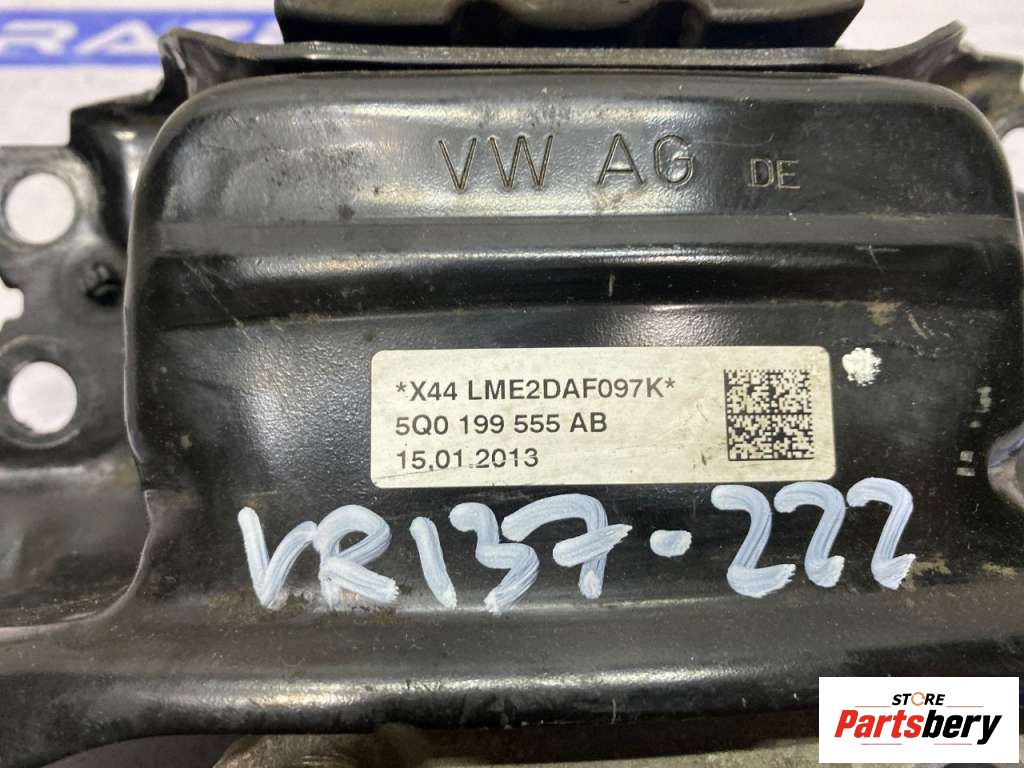 VW AG DE
*X44 LME2DAF097K*
5Q0 199 555 AB
15.01.2013
VR137-222
STORE
Partsbery